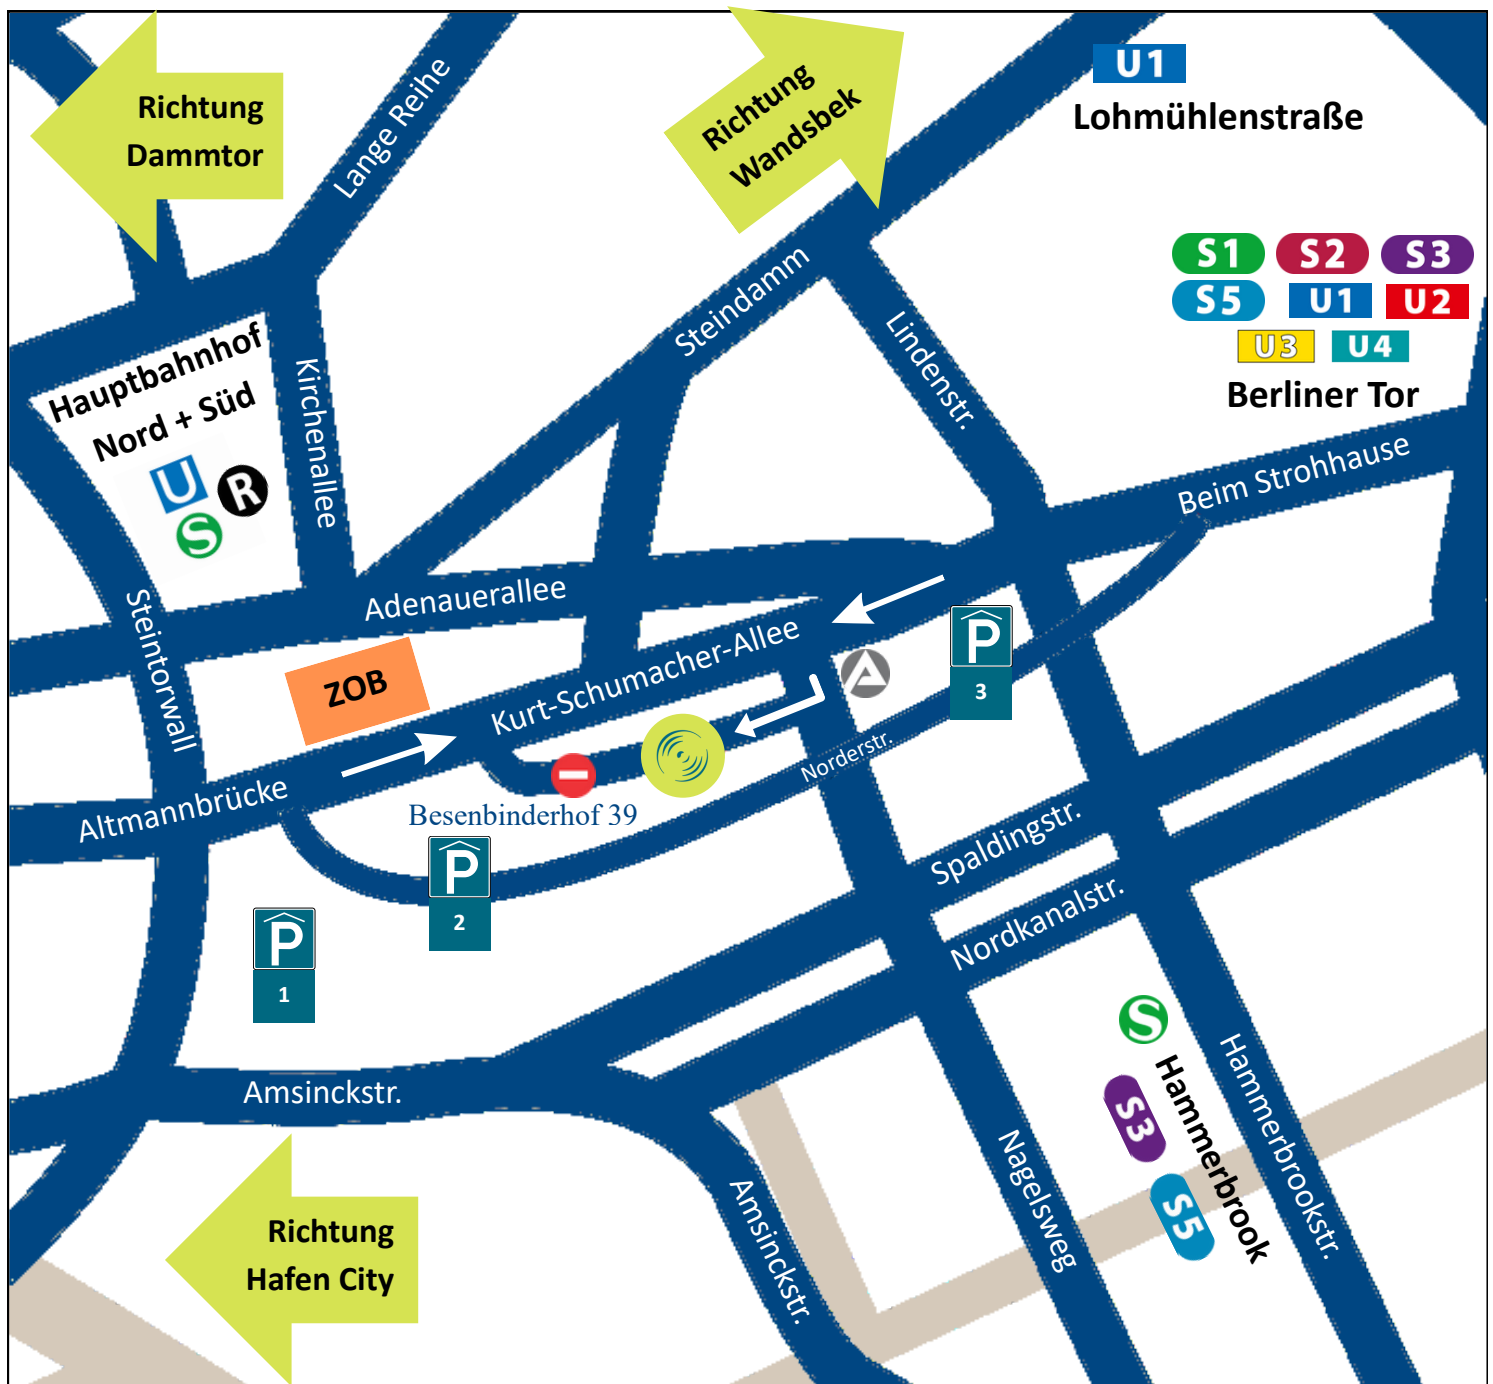 Richtung
Dammtor
Lange Reihe
Richtung
Wandsbek
U1
Lohmühlenstraße
S1 S2 S3
S5 U1 U2
U3 U4
Berliner Tor
Hauptbahnhof
Nord + Süd
U
R
S
Kirchenallee
Steindamm
Lindenstr.
Beim Strohhause
Adenauerallee
Steintorwall
ZOB
Kurt-Schumacher-Allee
P
3
Norderstr.
Altmannbrücke
Besenbinderhof 39
P
2
P
1
Spaldingstr.
Nordkanalstr.
Amsinckstr.
S
Hammerbrook
S3
S5
Hammerbrookstr.
Nagelsweg
Amsinckstr.
Richtung
Hafen City